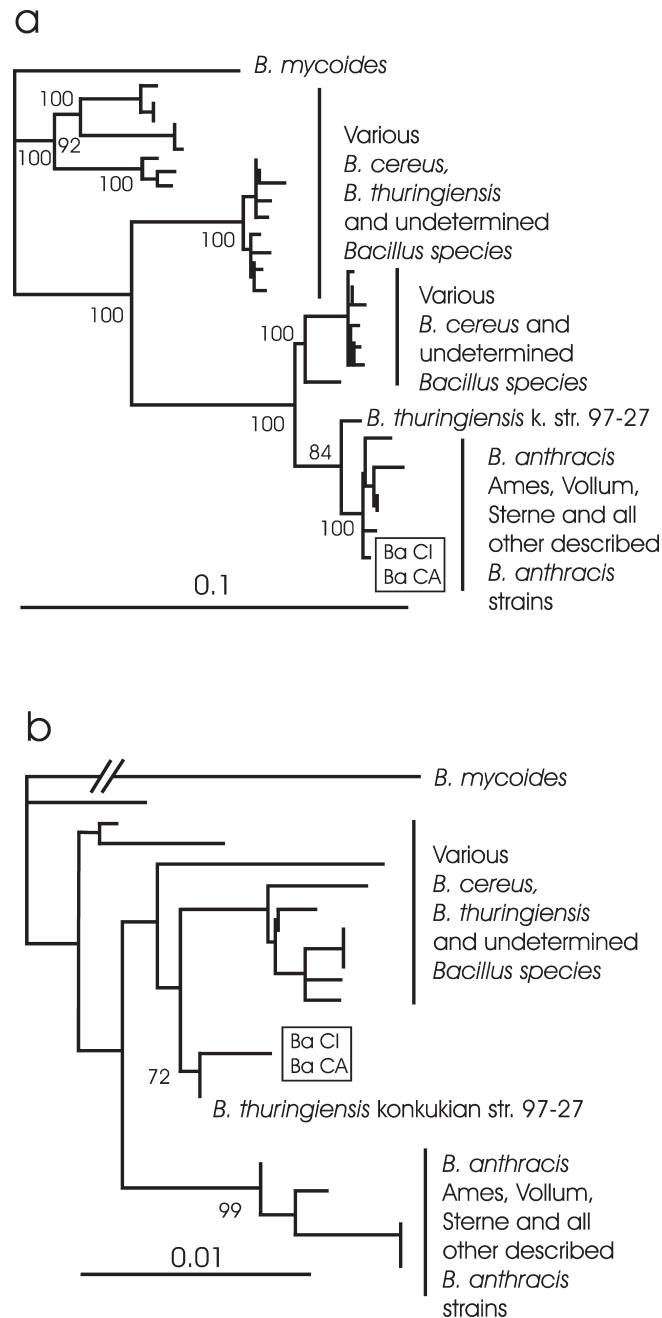 a
B. mycoides
100
92
100
100
Various
B. cereus,
B. thuringiensis
and undetermined
Bacillus species
100
100
Various
B. cereus and
undetermined
Bacillus species
100
100
B. thuringiensis k. str. 97-27
84
B. anthracis
Ames, Vollum,
Sterne and all
other described
B. anthracis
strains
100
Ba CI
Ba CA
0.1
b
B. mycoides
Various
B. cereus,
B. thuringiensis
and undetermined
Bacillus species
Ba CI
Ba CA
72
B. thuringiensis konkukian str. 97-27
B. anthracis
Ames, Vollum,
Sterne and all
other described
B. anthracis
strains
99
0.01